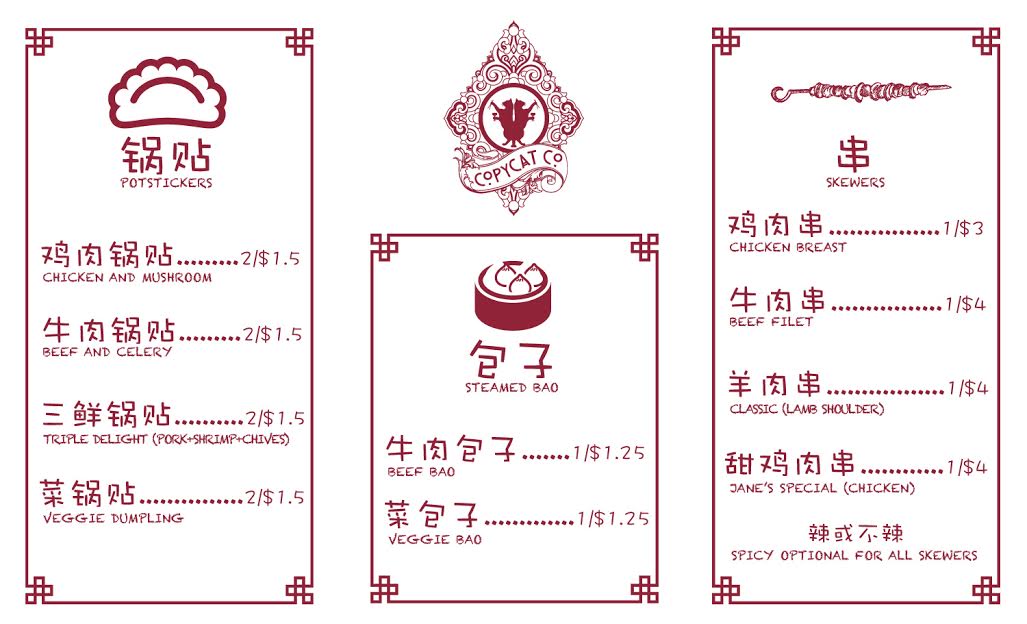 锅贴
POTSTICKERS
鸡肉锅贴.........2/$1.5
CHICKEN AND MUSHROOM
牛肉锅贴.........2/$1.5
BEEF AND CELERY
三鲜锅贴.........2/$1.5
TRIPLE DELIGHT (PORK+SHRIMP+CHIVES)
菜锅贴..............2/$1.5
VEGGIE DUMPLING
COPYCAT CO
包子
STEAMED BAO
牛肉包子.......1/$1.25
BEEF BAO
菜包子.............1/$1.25
VEGGIE BAO
串
SKEWERS
鸡肉串................1/$3
CHICKEN BREAST
牛肉串................1/$4
BEEF FILET
羊肉串.................1/$4
CLASSIC (LAMB SHOULDER)
甜鸡肉串............1/$4
JANE'S SPECIAL (CHICKEN)
辣或不辣
SPICY OPTIONAL FOR ALL SKEWERS